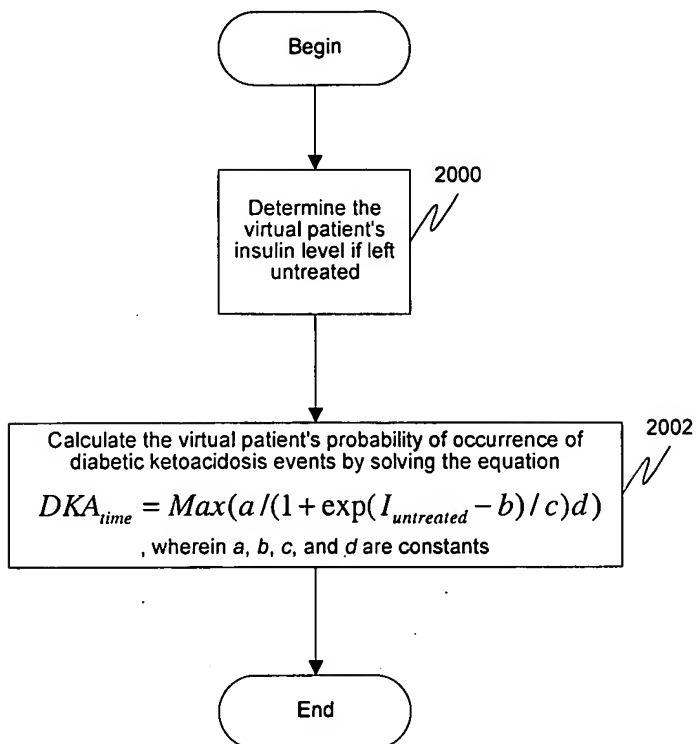 Begin
2000
Determine the
virtual patient's
insulin level if left
untreated
2002
Calculate the virtual patient's probability of occurrence of
diabetic ketoacidosis events by solving the equation
DKA_time = Max(a/(1+exp(I_untreated − b)/c)d)
, wherein a, b, c, and d are constants
End